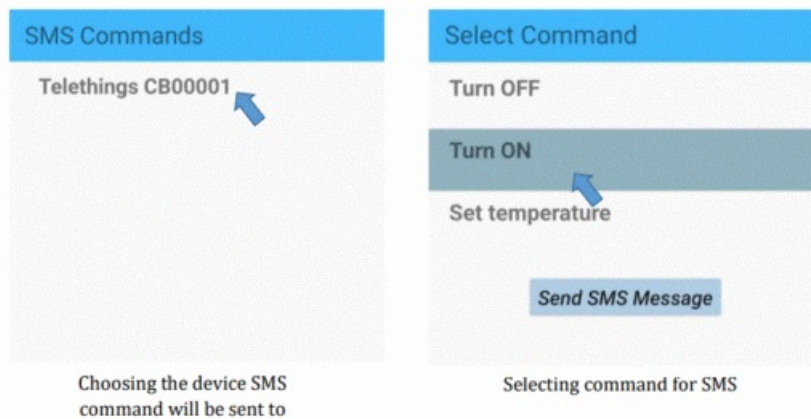 SMS Commands
Telethings CB00001
Choosing the device SMS
command will be sent to
Select Command
Turn OFF
Turn ON
Set temperature
Send SMS Message
Selecting command for SMS